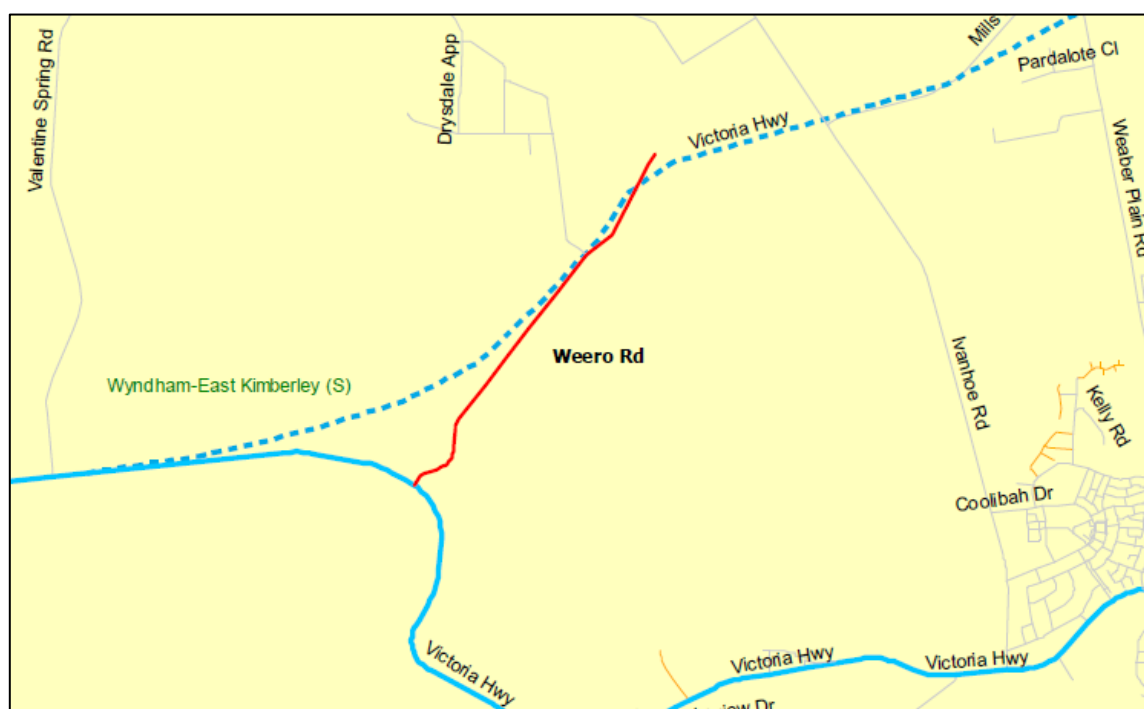 Valentine Spring Rd
Drysdale App
Mills
Pardalote Cl
Victoria Hwy
Weaber Plain Rd
Weero Rd
Ivanhoe Rd
Wyndham-East Kimberley (S)
Kelly Rd
Coolibah Dr
Victoria Hwy
Victoria Hwy
Victoria Hwy
Dr